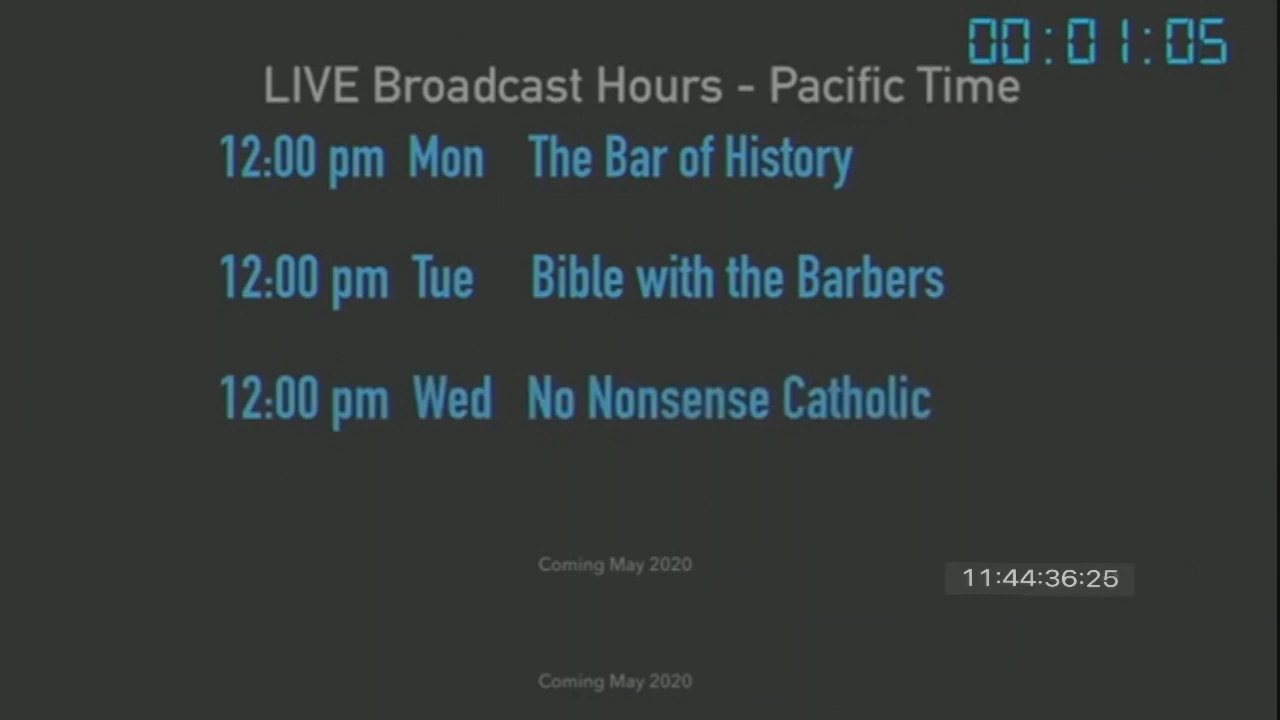 00:01:05
LIVE Broadcast Hours - Pacific Time
12:00 pm Mon The Bar of History
12:00 pm Tue Bible with the Barbers
12:00 pm Wed No Nonsense Catholic
Coming May 2020
11:44:36:25
Coming May 2020